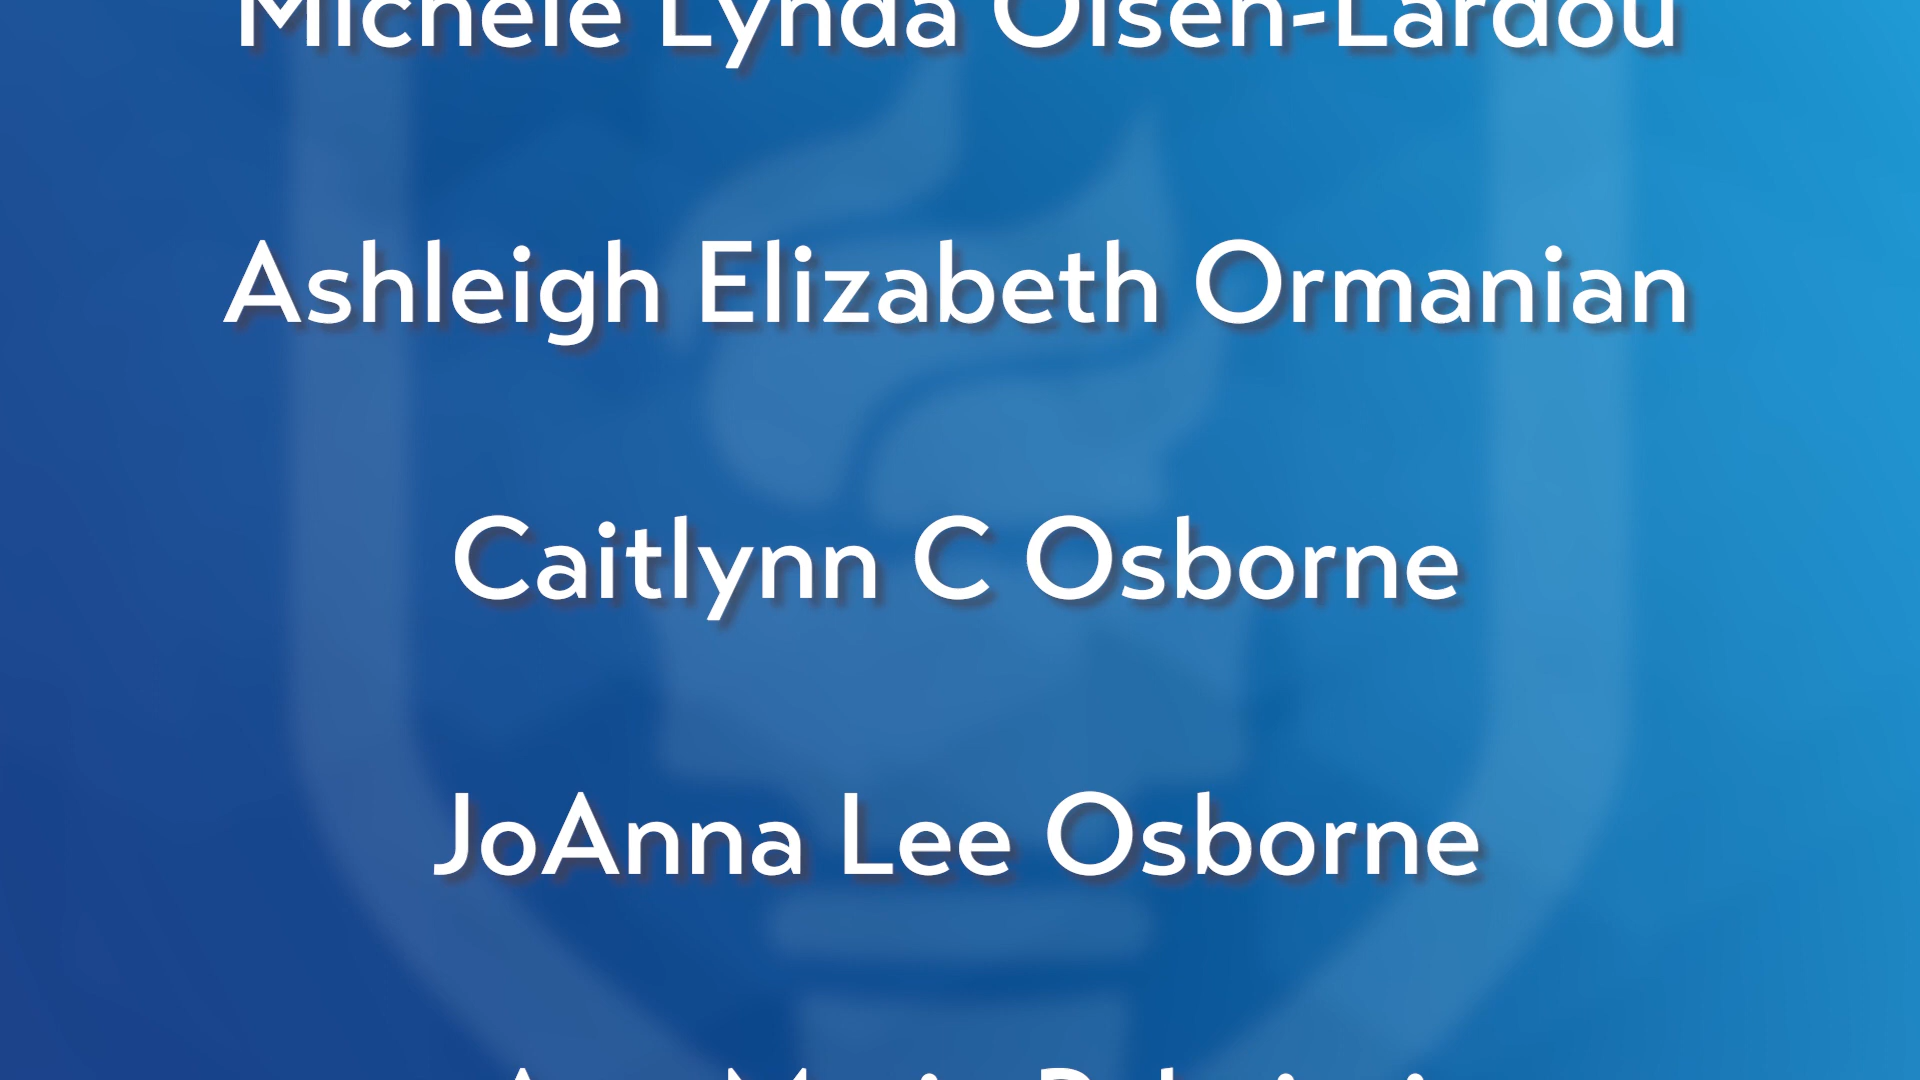 Michele Lynda Olsen-Lardou
Ashleigh Elizabeth Ormanian
Caitlynn C Osborne
JoAnna Lee Osborne